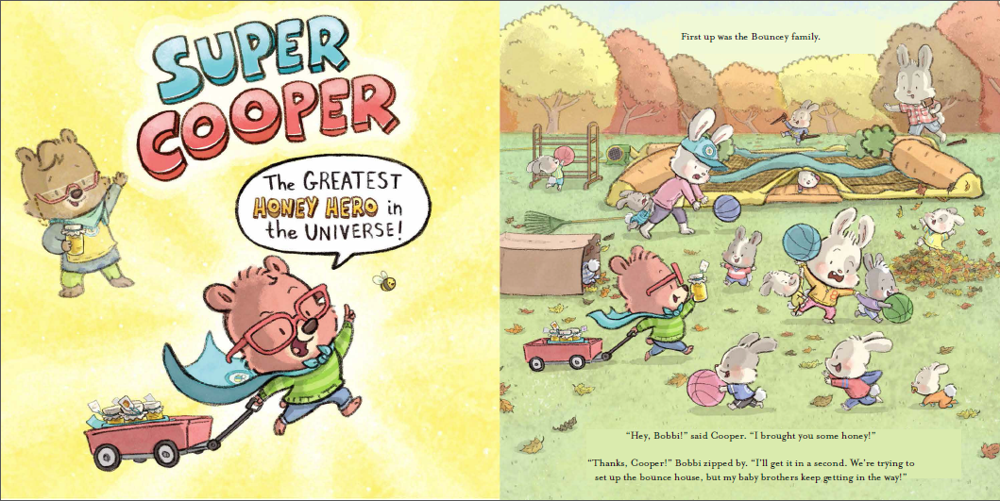 SUPER
COOPER
The GREATEST
HONEY HERO in
the UNIVERSE!
First up was the Bouncey family.
“Hey, Bobbi!” said Cooper. “I brought you some honey!”
“Thanks, Cooper!” Bobbi zipped by. “I’ll get it in a second. We’re trying to
set up the bounce house, but my baby brothers keep getting in the way!”